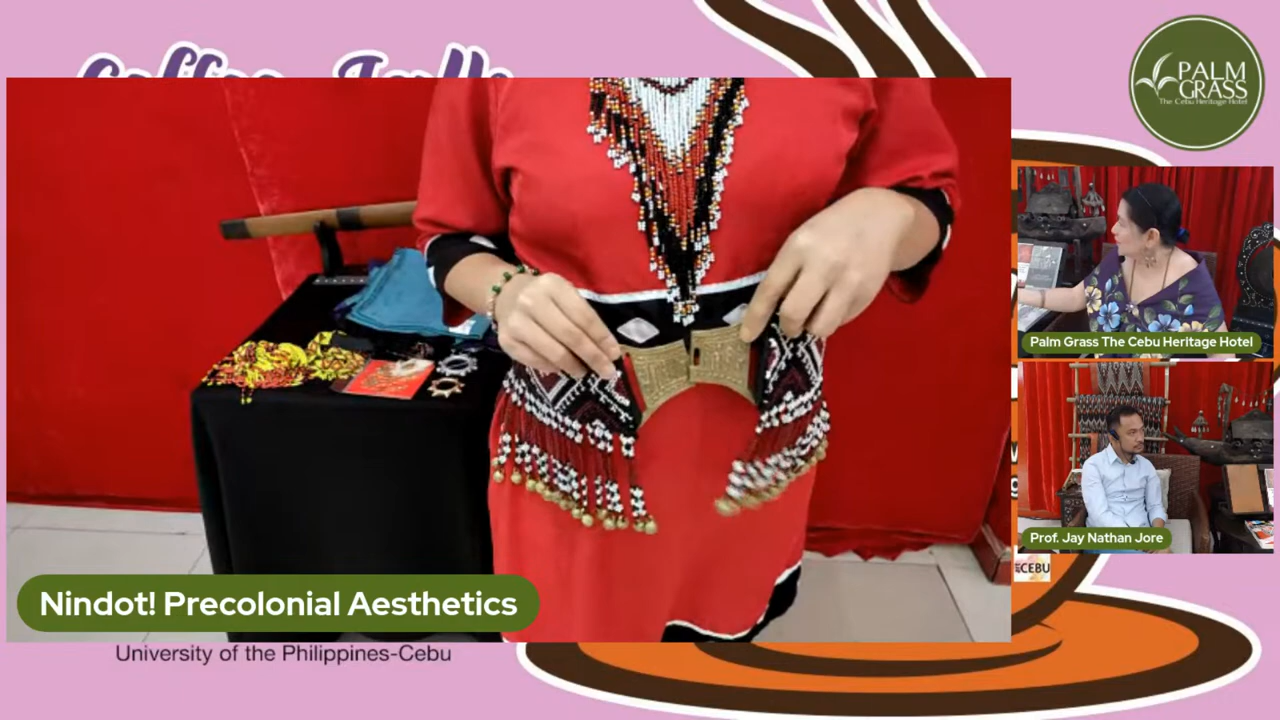 PALM
GRASS
The Cebu Heritage Hotel
Palm Grass The Cebu Heritage Hotel
Prof. Jay Nathan Jore
CEBU
Nindot! Precolonial Aesthetics
University of the Philippines-Cebu